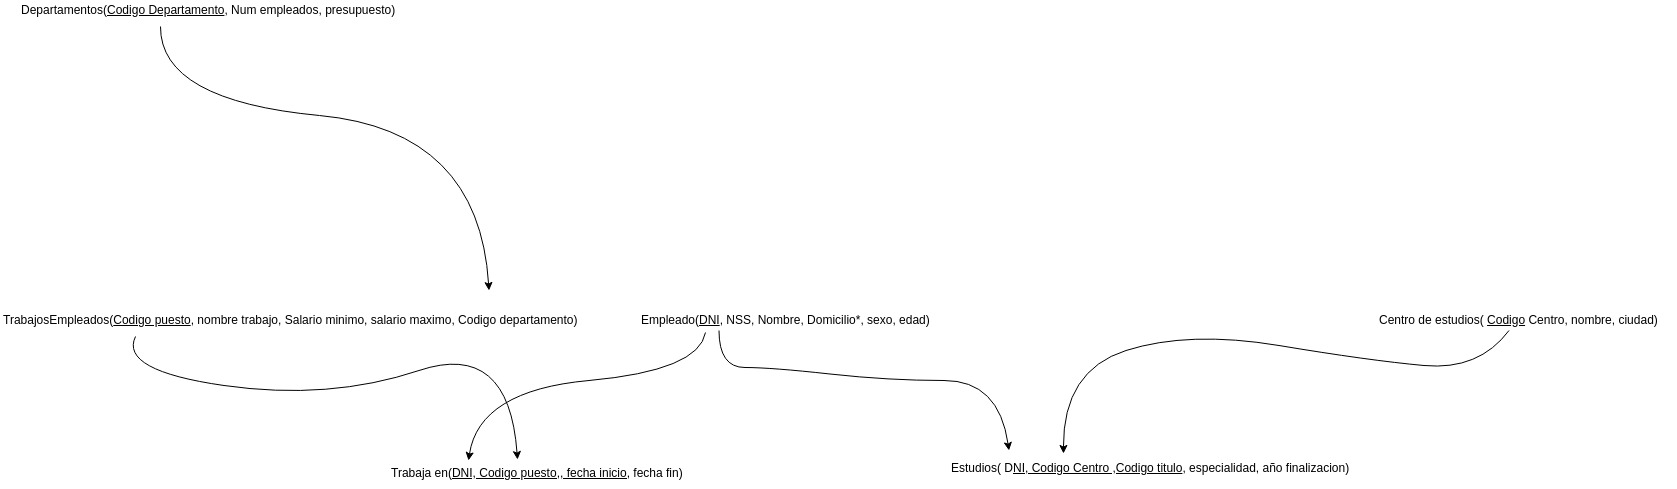 Departamentos(Codigo Departamento, Num empleados, presupuesto)
TrabajosEmpleados(Codigo puesto, nombre trabajo, Salario minimo, salario maximo, Codigo departamento)
Empleado(DNI, NSS, Nombre, Domicilio*, sexo, edad)
Centro de estudios( Codigo Centro, nombre, ciudad)
Trabaja en(DNI, Codigo puesto,, fecha inicio, fecha fin)
Estudios( DNI, Codigo Centro ,Codigo titulo, especialidad, año finalizacion)